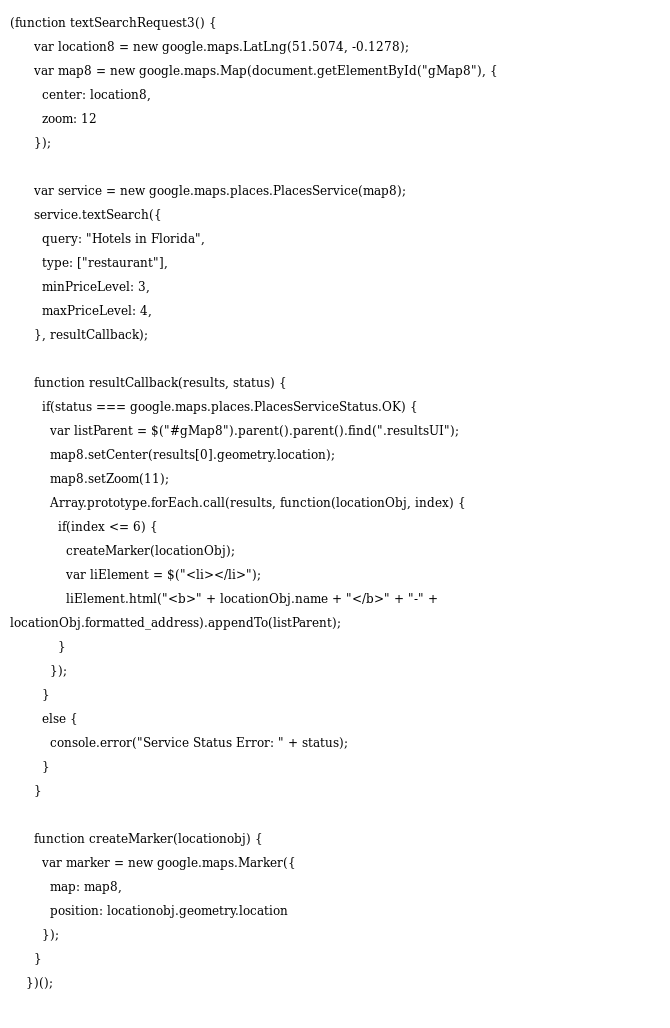 (function textSearchRequest3() {
var location8 = new google.maps.LatLng(51.5074, -0.1278);
var map8 = new google.maps.Map(document.getElementById("gMap8"), {
center: location8,
zoom: 12
});
var service = new google.maps.places.PlacesService(map8);
service.textSearch({
query: "Hotels in Florida",
type: ["restaurant"],
minPriceLevel: 3,
maxPriceLevel: 4,
}, resultCallback);
function resultCallback(results, status) {
if(status === google.maps.places.PlacesServiceStatus.OK) {
var listParent = $("#gMap8").parent().parent().find(".resultsUI");
map8.setCenter(results[0].geometry.location);
map8.setZoom(11);
Array.prototype.forEach.call(results, function(locationObj, index) {
if(index <= 6) {
createMarker(locationObj);
var liElement = $("<li></li>");
liElement.html("<b>" + locationObj.name + "</b>" + "-" +
locationObj.formatted_address).appendTo(listParent);
}
});
}
else {
console.error("Service Status Error: " + status);
}
}
function createMarker(locationobj) {
var marker = new google.maps.Marker({
map: map8,
position: locationobj.geometry.location
});
}
})();